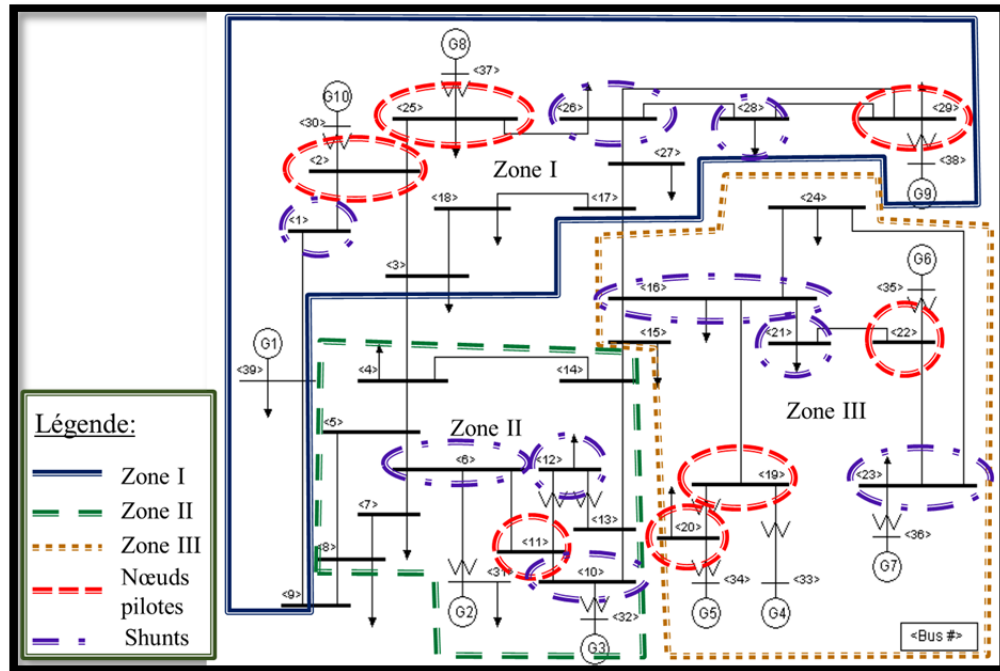 G8
<37>
G10
<30>
<25>
<26>
<28>
<29>
<2>
Zone I
<27>
<38>
G9
<1>
<18>
<17>
<24>
<3>
<16>
G6
<35>
<15>
<21>
<22>
G1
<39>
<4>
<14>
Zone III
<5>
Zone II
<6>
<12>
<19>
<23>
<7>
<13>
<20>
<8>
<11>
<10>
<31>
<36>
<9>
G2
<32>
G3
<34>
G5
<33>
G4
G7
<Bus #>
Légende:
Zone I
Zone II
Zone III
Nœuds
pilotes
Shunts